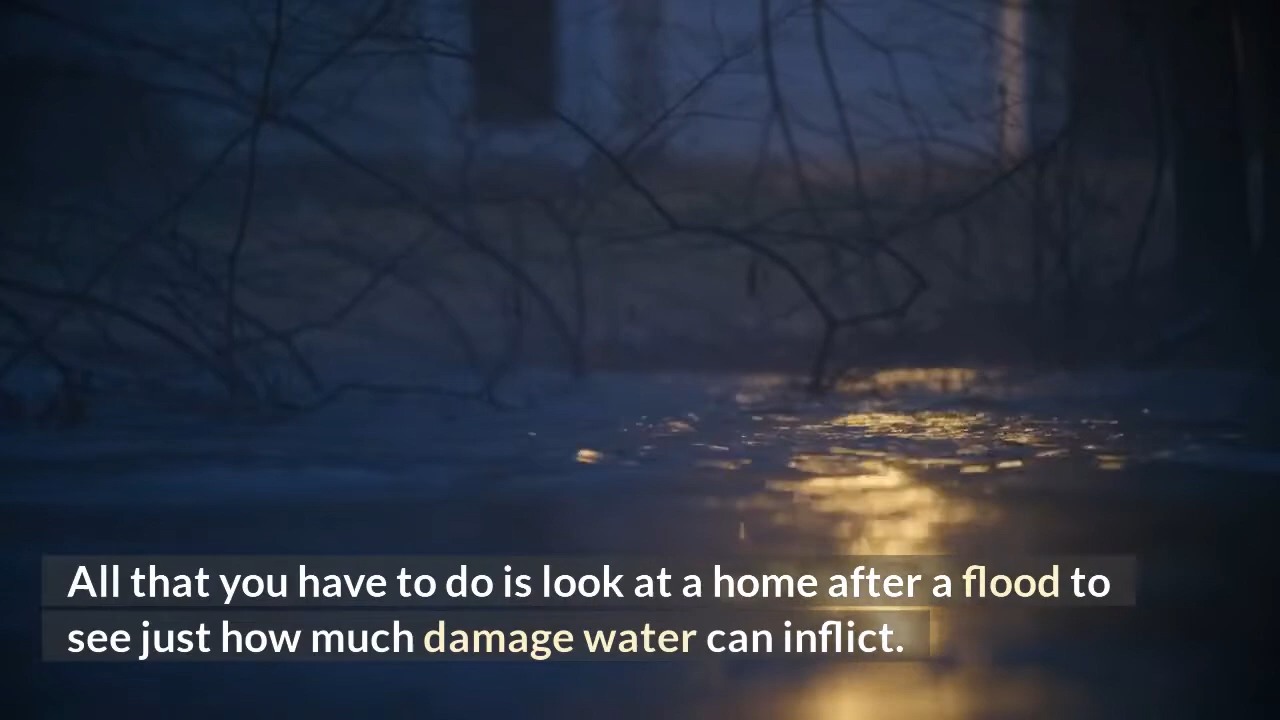 All that you have to do is look at a home after a flood to
see just how much damage water can inflict.